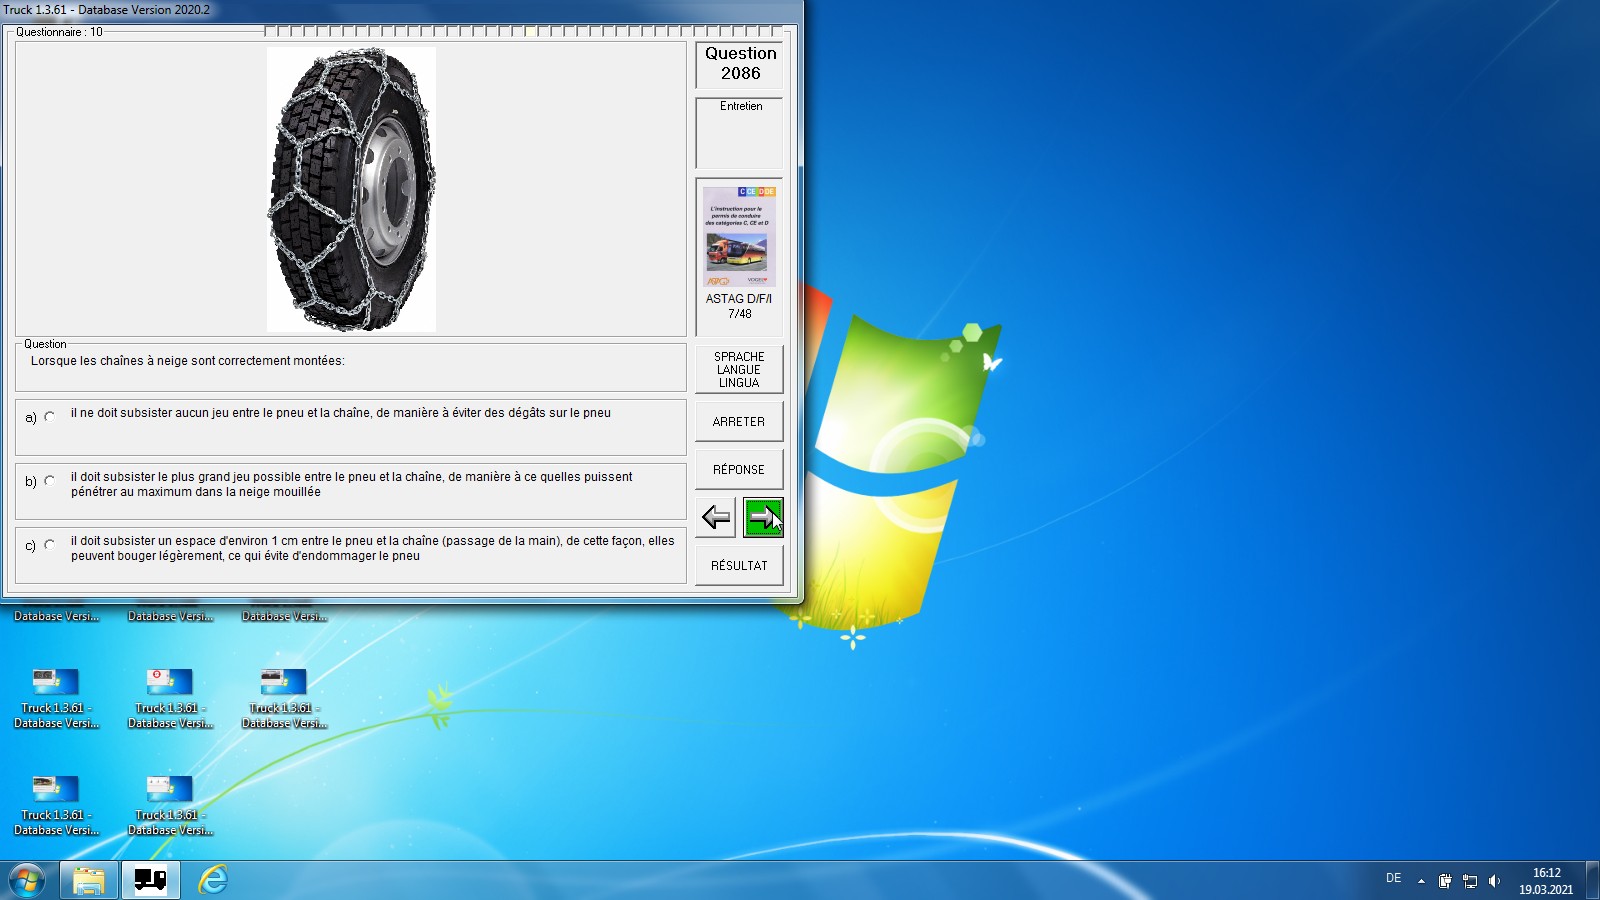 Truck 1.3.61 - Database Version 2020.2
Questionnaire : 10
Question
2086
Entretien
C CE D DE
L'instruction pour le
permis de conduire
des catégories C, CE et D
ASTAG D/F/I
7/48
Question
Lorsque les chaînes à neige sont correctement montées:
SPRACHE
LANGUE
LINGUA
a) il ne doit subsister aucun jeu entre le pneu et la chaîne, de manière à éviter des dégâts sur le pneu
ARRETER
b) il doit subsister le plus grand jeu possible entre le pneu et la chaîne, de manière à ce quelles puissent
pénétrer au maximum dans la neige mouillée
RÉPONSE
c) il doit subsister un espace d'environ 1 cm entre le pneu et la chaîne (passage de la main), de cette façon, elles
peuvent bouger légèrement, ce qui évite d'endommager le pneu
RÉSULTAT
Database Versi... Database Versi... Database Versi...
Truck 1.3.61 - Truck 1.3.61 - Truck 1.3.61 -
Database Versi... Database Versi... Database Versi...
Truck 1.3.61 - Truck 1.3.61 -
Database Versi... Database Versi...
DE
16:12
19.03.2021